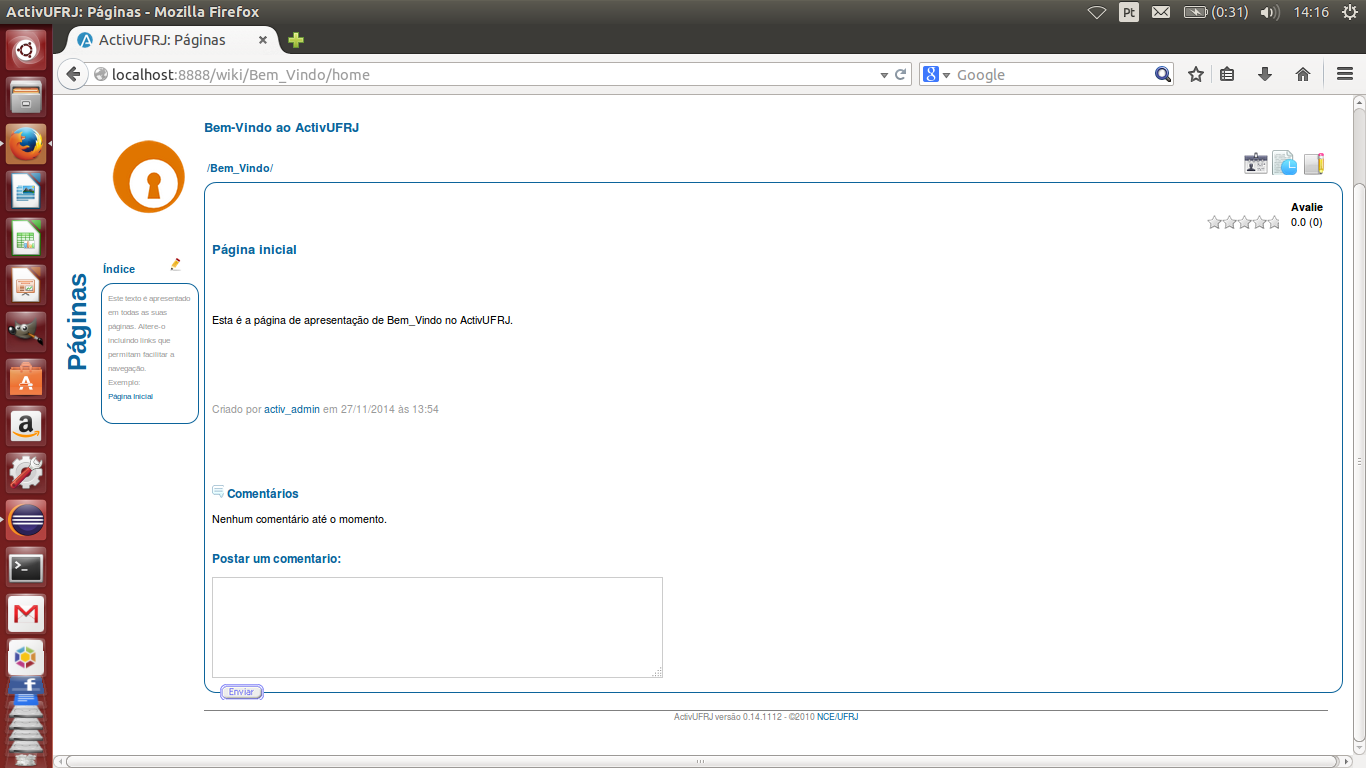 ActivUFRJ: Páginas - Mozilla Firefox
Pt
(0:31)
14:16
ActivUFRJ: Páginas
localhost:8888/wiki/Bem_Vindo/home
Google
Bem-Vindo ao ActivUFRJ
/Bem_Vindo/
Avalie
0.0 (0)
Páginas
Índice
Este texto é apresentado
em todas as suas
páginas. Altere-o
incluindo links que
permitam facilitar a
navegação.
Exemplo:
Página Inicial
Página inicial
Esta é a página de apresentação de Bem_Vindo no ActivUFRJ.
Criado por activ_admin em 27/11/2014 às 13:54
Comentários
Nenhum comentário até o momento.
Postar um comentario:
Enviar
ActivUFRJ versão 0.14.1112 - ©2010 NCE/UFRJ